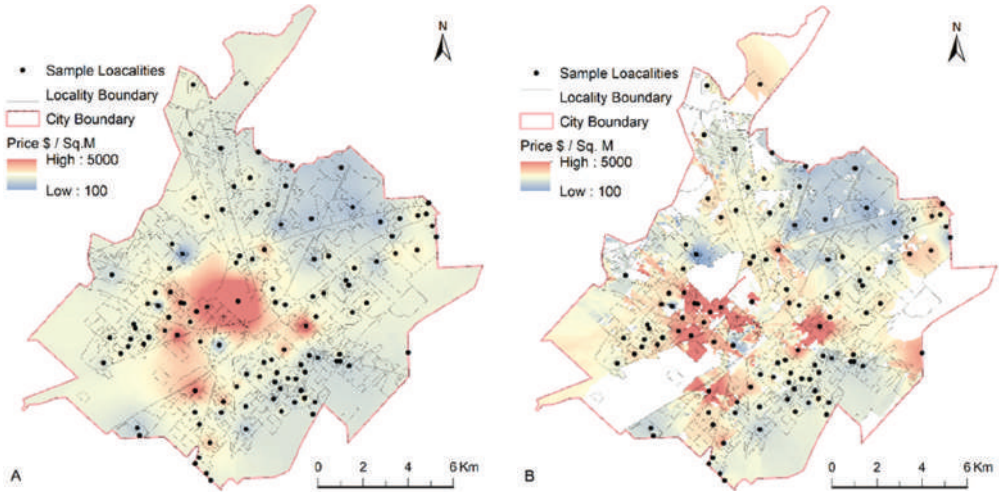 N
Sample Loacalities
Locality Boundary
City Boundary
Price $ / Sq.M
High : 5000
Low : 100
A
0 2 4 6 Km
N
Sample Loacalities
Locality Boundary
City Boundary
Price $ / Sq. M
High : 5000
Low : 100
B
0 2 4 6 Km